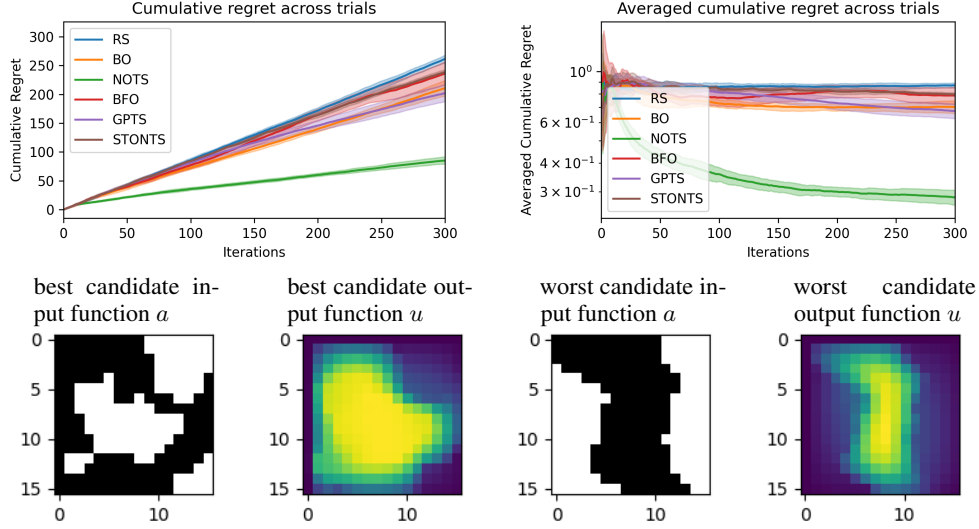 Cumulative regret across trials
300
250
200
150
100
50
0
Cumulative Regret
RS
BO
NOTS
BFO
GPTS
STONTS
0 50 100 150 200 250 300
Iterations
Averaged cumulative regret across trials
10⁰
6 × 10⁻¹
4 × 10⁻¹
3 × 10⁻¹
Averaged Cumulative Regret
RS
BO
NOTS
BFO
GPTS
STONTS
0 50 100 150 200 250 300
Iterations
best candidate in-
put function a
0
5
10
15
0 10
best candidate out-
put function u
0
5
10
15
0 10
worst candidate in-
put function a
0
5
10
15
0 10
worst candidate
output function u
0
5
10
15
0 10